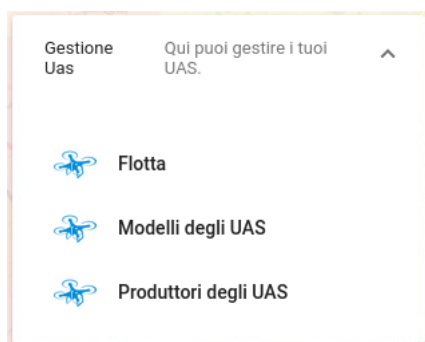 Gestione Qui puoi gestire i tuoi
Uas UAS.
Flotta
Modelli degli UAS
Produttori degli UAS